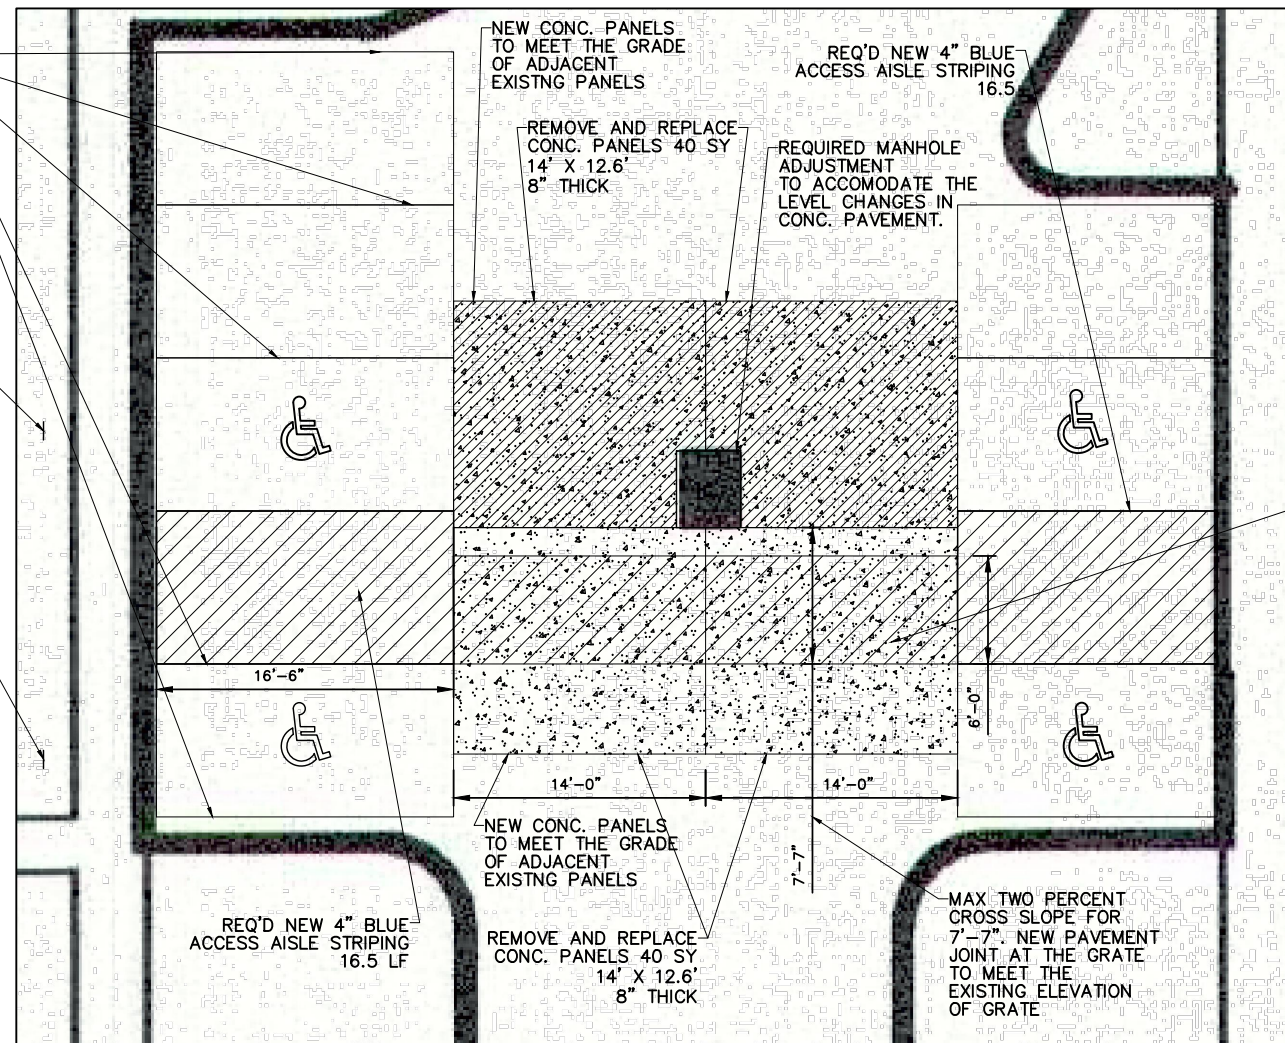 NEW CONC. PANELS
TO MEET THE GRADE
OF ADJACENT
EXISTNG PANELS
REQ'D NEW 4" BLUE
ACCESS AISLE STRIPING
16.5
REMOVE AND REPLACE
CONC. PANELS 40 SY
14' X 12.6'
8" THICK
REQUIRED MANHOLE
ADJUSTMENT
TO ACCOMODATE THE
LEVEL CHANGES IN
CONC. PAVEMENT.
16'-6"
6'-0"
14'-0"
14'-0"
7'-7"
NEW CONC. PANELS
TO MEET THE GRADE
OF ADJACENT
EXISTNG PANELS
REQ'D NEW 4" BLUE
ACCESS AISLE STRIPING
16.5 LF
REMOVE AND REPLACE
CONC. PANELS 40 SY
14' X 12.6'
8" THICK
MAX TWO PERCENT
CROSS SLOPE FOR
7'-7". NEW PAVEMENT
JOINT AT THE GRATE
TO MEET THE
EXISTING ELEVATION
OF GRATE